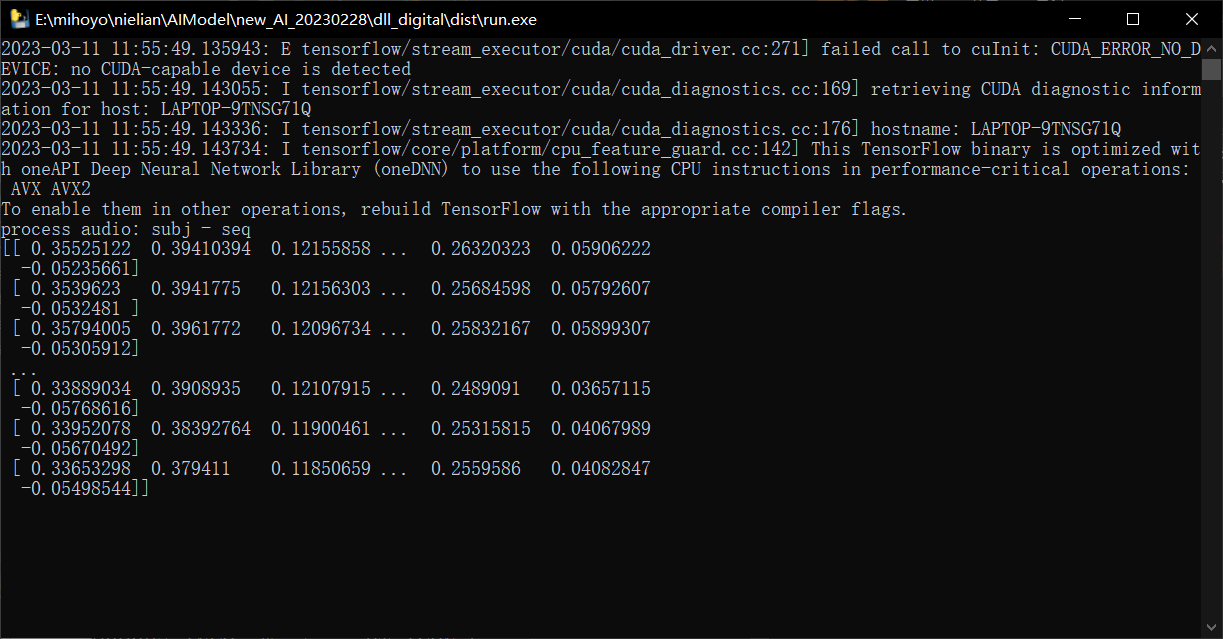 E:\mihoyo\nielian\AIModel\new_AI_20230228\dll_digital\dist\run.exe
2023-03-11 11:55:49.135943: E tensorflow/stream_executor/cuda/cuda_driver.cc:271] failed call to cuInit: CUDA_ERROR_NO_D
EVICE: no CUDA-capable device is detected
2023-03-11 11:55:49.143055: I tensorflow/stream_executor/cuda/cuda_diagnostics.cc:169] retrieving CUDA diagnostic inform
ation for host: LAPTOP-9TNSG71Q
2023-03-11 11:55:49.143336: I tensorflow/stream_executor/cuda/cuda_diagnostics.cc:176] hostname: LAPTOP-9TNSG71Q
2023-03-11 11:55:49.143734: I tensorflow/core/platform/cpu_feature_guard.cc:142] This TensorFlow binary is optimized wit
h oneAPI Deep Neural Network Library (oneDNN) to use the following CPU instructions in performance-critical operations:
 AVX AVX2
To enable them in other operations, rebuild TensorFlow with the appropriate compiler flags.
process audio: subj - seq
[[ 0.35525122  0.39410394  0.12155858 ...  0.26320323  0.05906222
  -0.05235661]
 [ 0.3539623   0.3941775   0.12156303 ...  0.25684598  0.05792607
  -0.0532481 ]
 [ 0.35794005  0.3961772   0.12096734 ...  0.25832167  0.05899307
  -0.05305912]
 ...
 [ 0.33889034  0.3908935   0.12107915 ...  0.2489091   0.03657115
  -0.05768616]
 [ 0.33952078  0.38392764  0.11900461 ...  0.25315815  0.04067989
  -0.05670492]
 [ 0.33653298  0.379411    0.11850659 ...  0.2559586   0.04082847
  -0.05498544]]